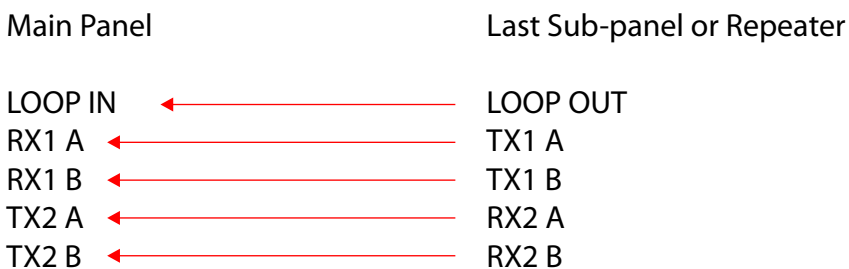 Main Panel Last Sub-panel or Repeater
LOOP IN LOOP OUT
RX1 A TX1 A
RX1 B TX1 B
TX2 A RX2 A
TX2 B RX2 B